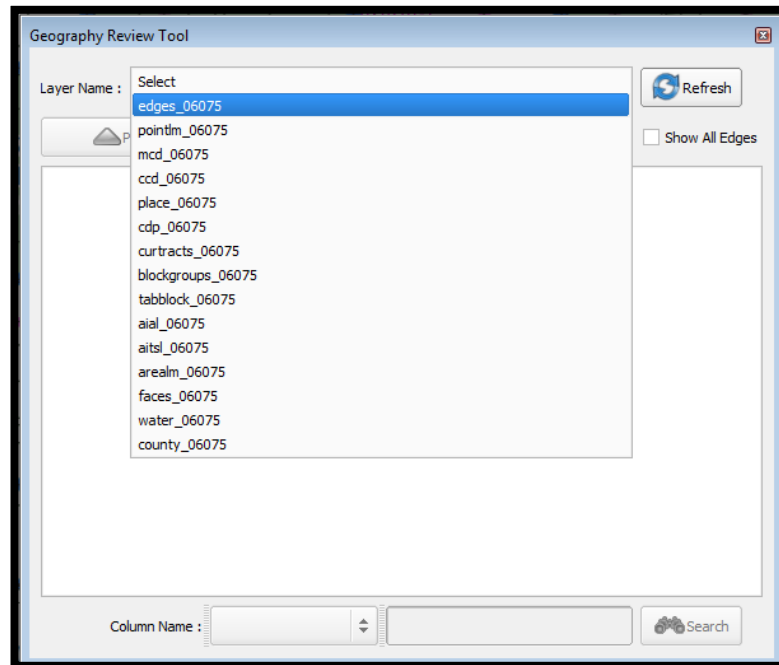 Geography Review Tool
Layer Name :
Select
Refresh
edges_06075
pointlm_06075
P
Show All Edges
mcd_06075
ccd_06075
place_06075
cdp_06075
curtracts_06075
blockgroups_06075
tabblock_06075
aial_06075
aitsl_06075
arealm_06075
faces_06075
water_06075
county_06075
Column Name :
Search